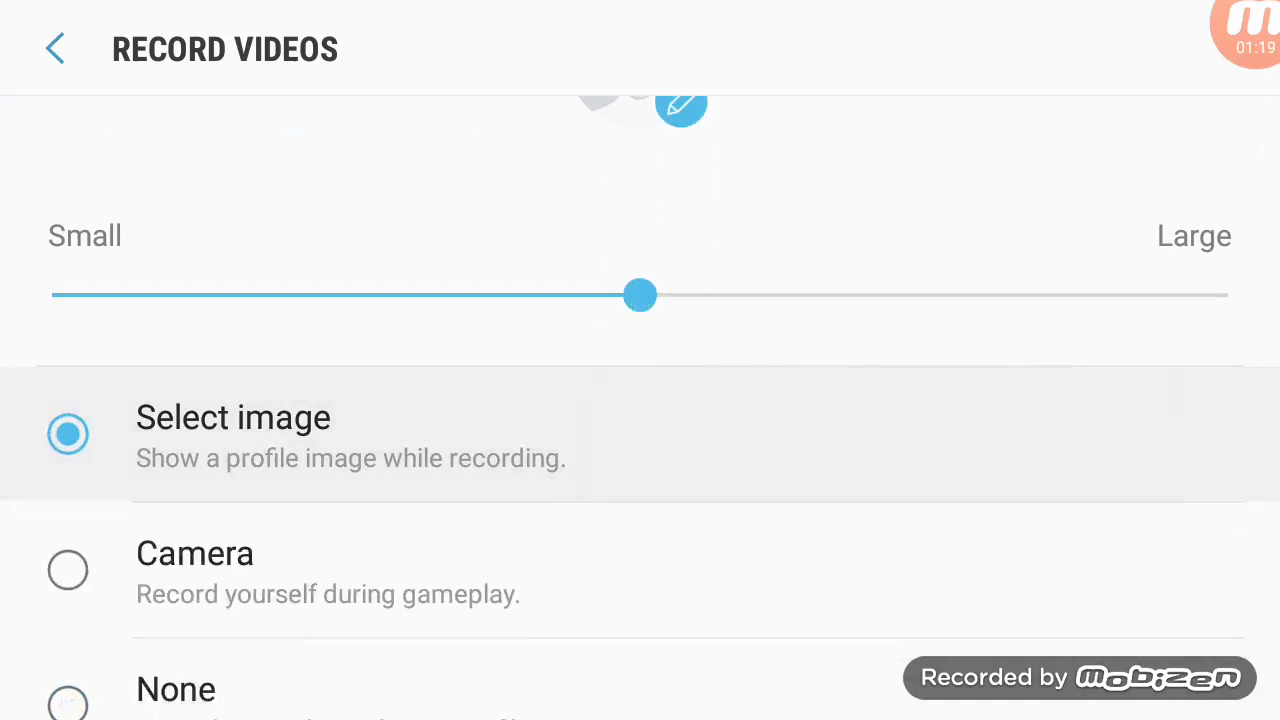 RECORD VIDEOS
01:19
Small
Large
Select image
Show a profile image while recording.
Camera
Record yourself during gameplay.
None
Recorded by mobizen